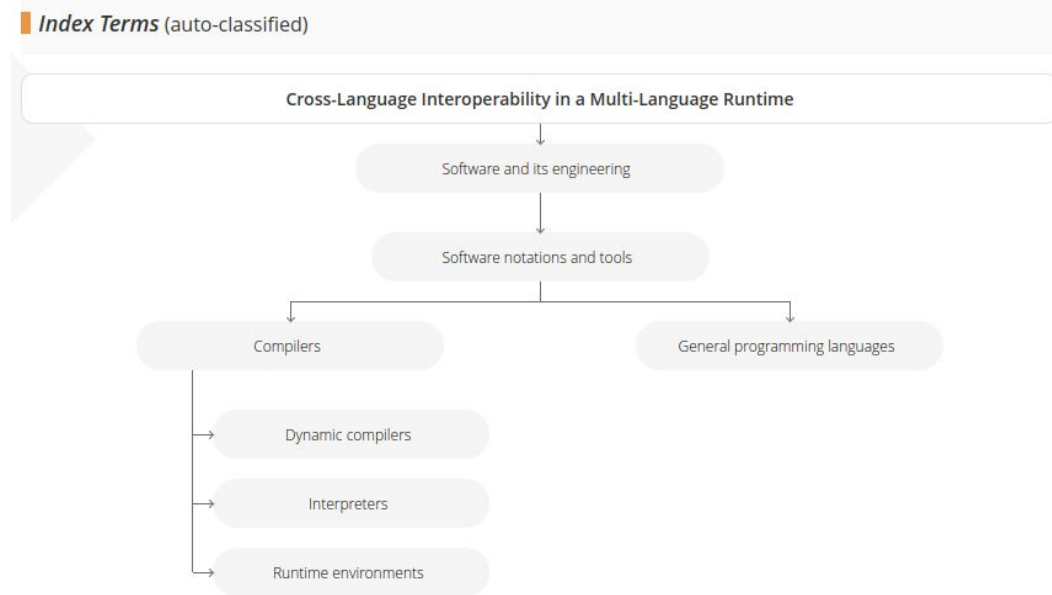 Index Terms (auto-classified)
Cross-Language Interoperability in a Multi-Language Runtime
Software and its engineering
Software notations and tools
Compilers
General programming languages
Dynamic compilers
Interpreters
Runtime environments